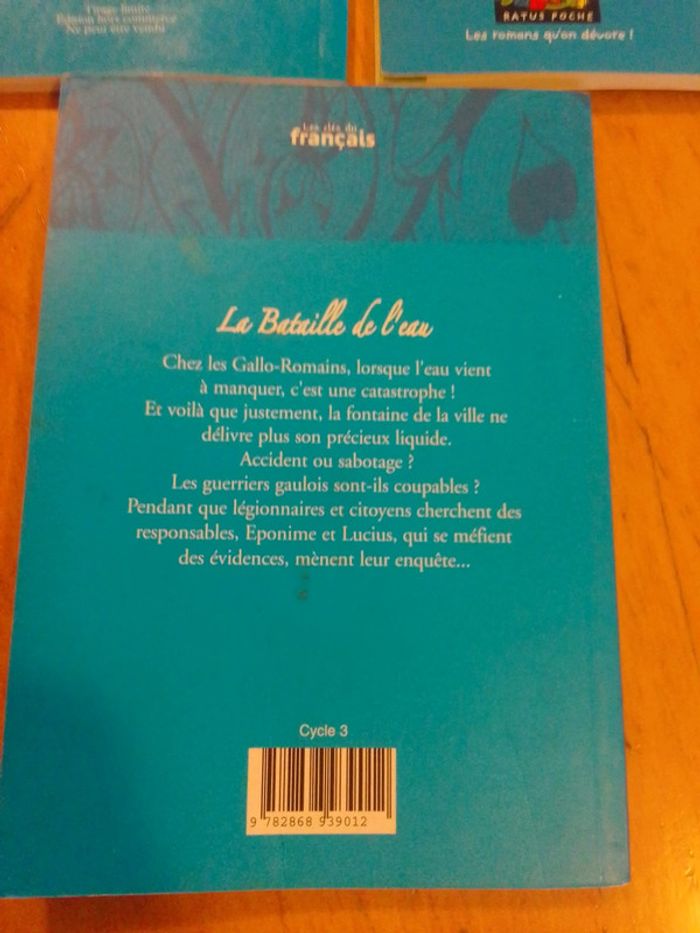 Tirage limité
Edition hors commerce
Ne peut être vendu
RATUS POCHE
Les romans qu'on dévore !
Les clés du
français
La Bataille de l'eau
Chez les Gallo-Romains, lorsque l'eau vient
à manquer, c'est une catastrophe !
Et voilà que justement, la fontaine de la ville ne
délivre plus son précieux liquide.
Accident ou sabotage ?
Les guerriers gaulois sont-ils coupables ?
Pendant que légionnaires et citoyens cherchent des
responsables, Eponime et Lucius, qui se méfient
des évidences, mènent leur enquête...
Cycle 3
9 782868 939012